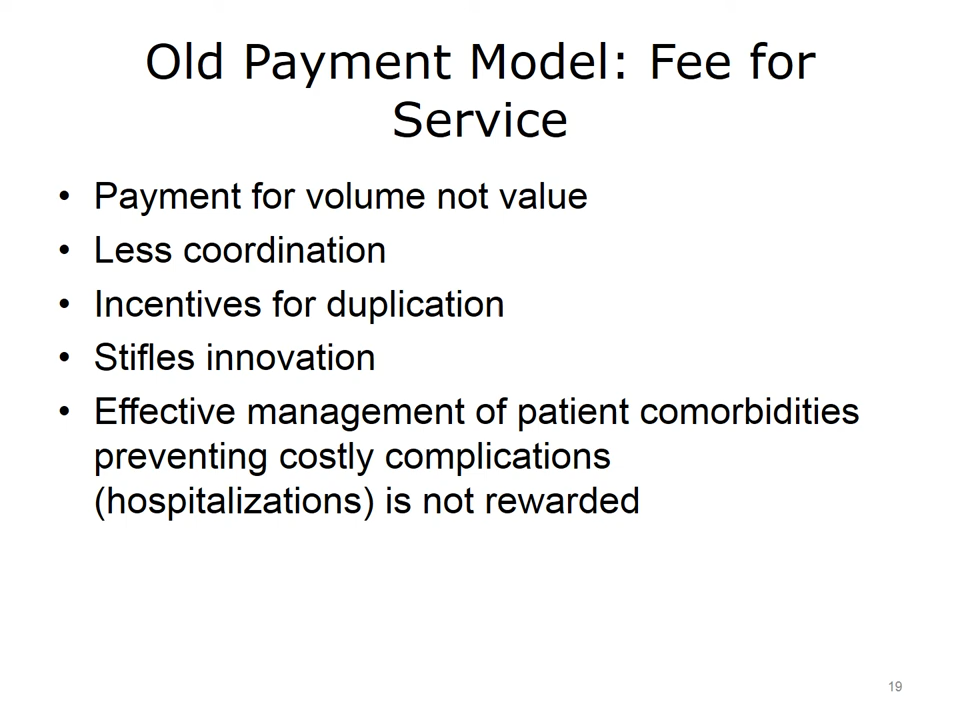 Old Payment Model: Fee for
Service
• Payment for volume not value
• Less coordination
• Incentives for duplication
• Stifles innovation
• Effective management of patient comorbidities
preventing costly complications
(hospitalizations) is not rewarded
19